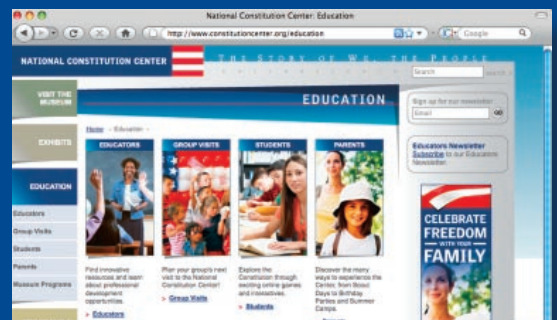 National Constitution Center: Education
http://www.constitutioncenter.org/education
Google
NATIONAL CONSTITUTION CENTER
THE STORY OF WE, THE PEOPLE
Search
VISIT THE
MUSEUM
EDUCATION
Sign up for our newsletter
Email
GO
Home > Education >
EXHIBITS
EDUCATORS
GROUP VISITS
STUDENTS
PARENTS
Educators Newsletter
Subscribe to our Educators
Newsletter.
EDUCATION
Educators
Group Visits
Students
Parents
Museum Programs
CELEBRATE
FREEDOM
WITH YOUR
FAMILY
Find innovative
resources and learn
about professional
development
opportunities.
> Educators
Plan your group's next
visit to the National
Constitution Center!
> Group Visits
Explore the
Constitution through
exciting online games
and interactives.
> Students
Discover the many
ways to experience the
Center, from Scout
Days to Birthday
Parties and Summer
Camps.